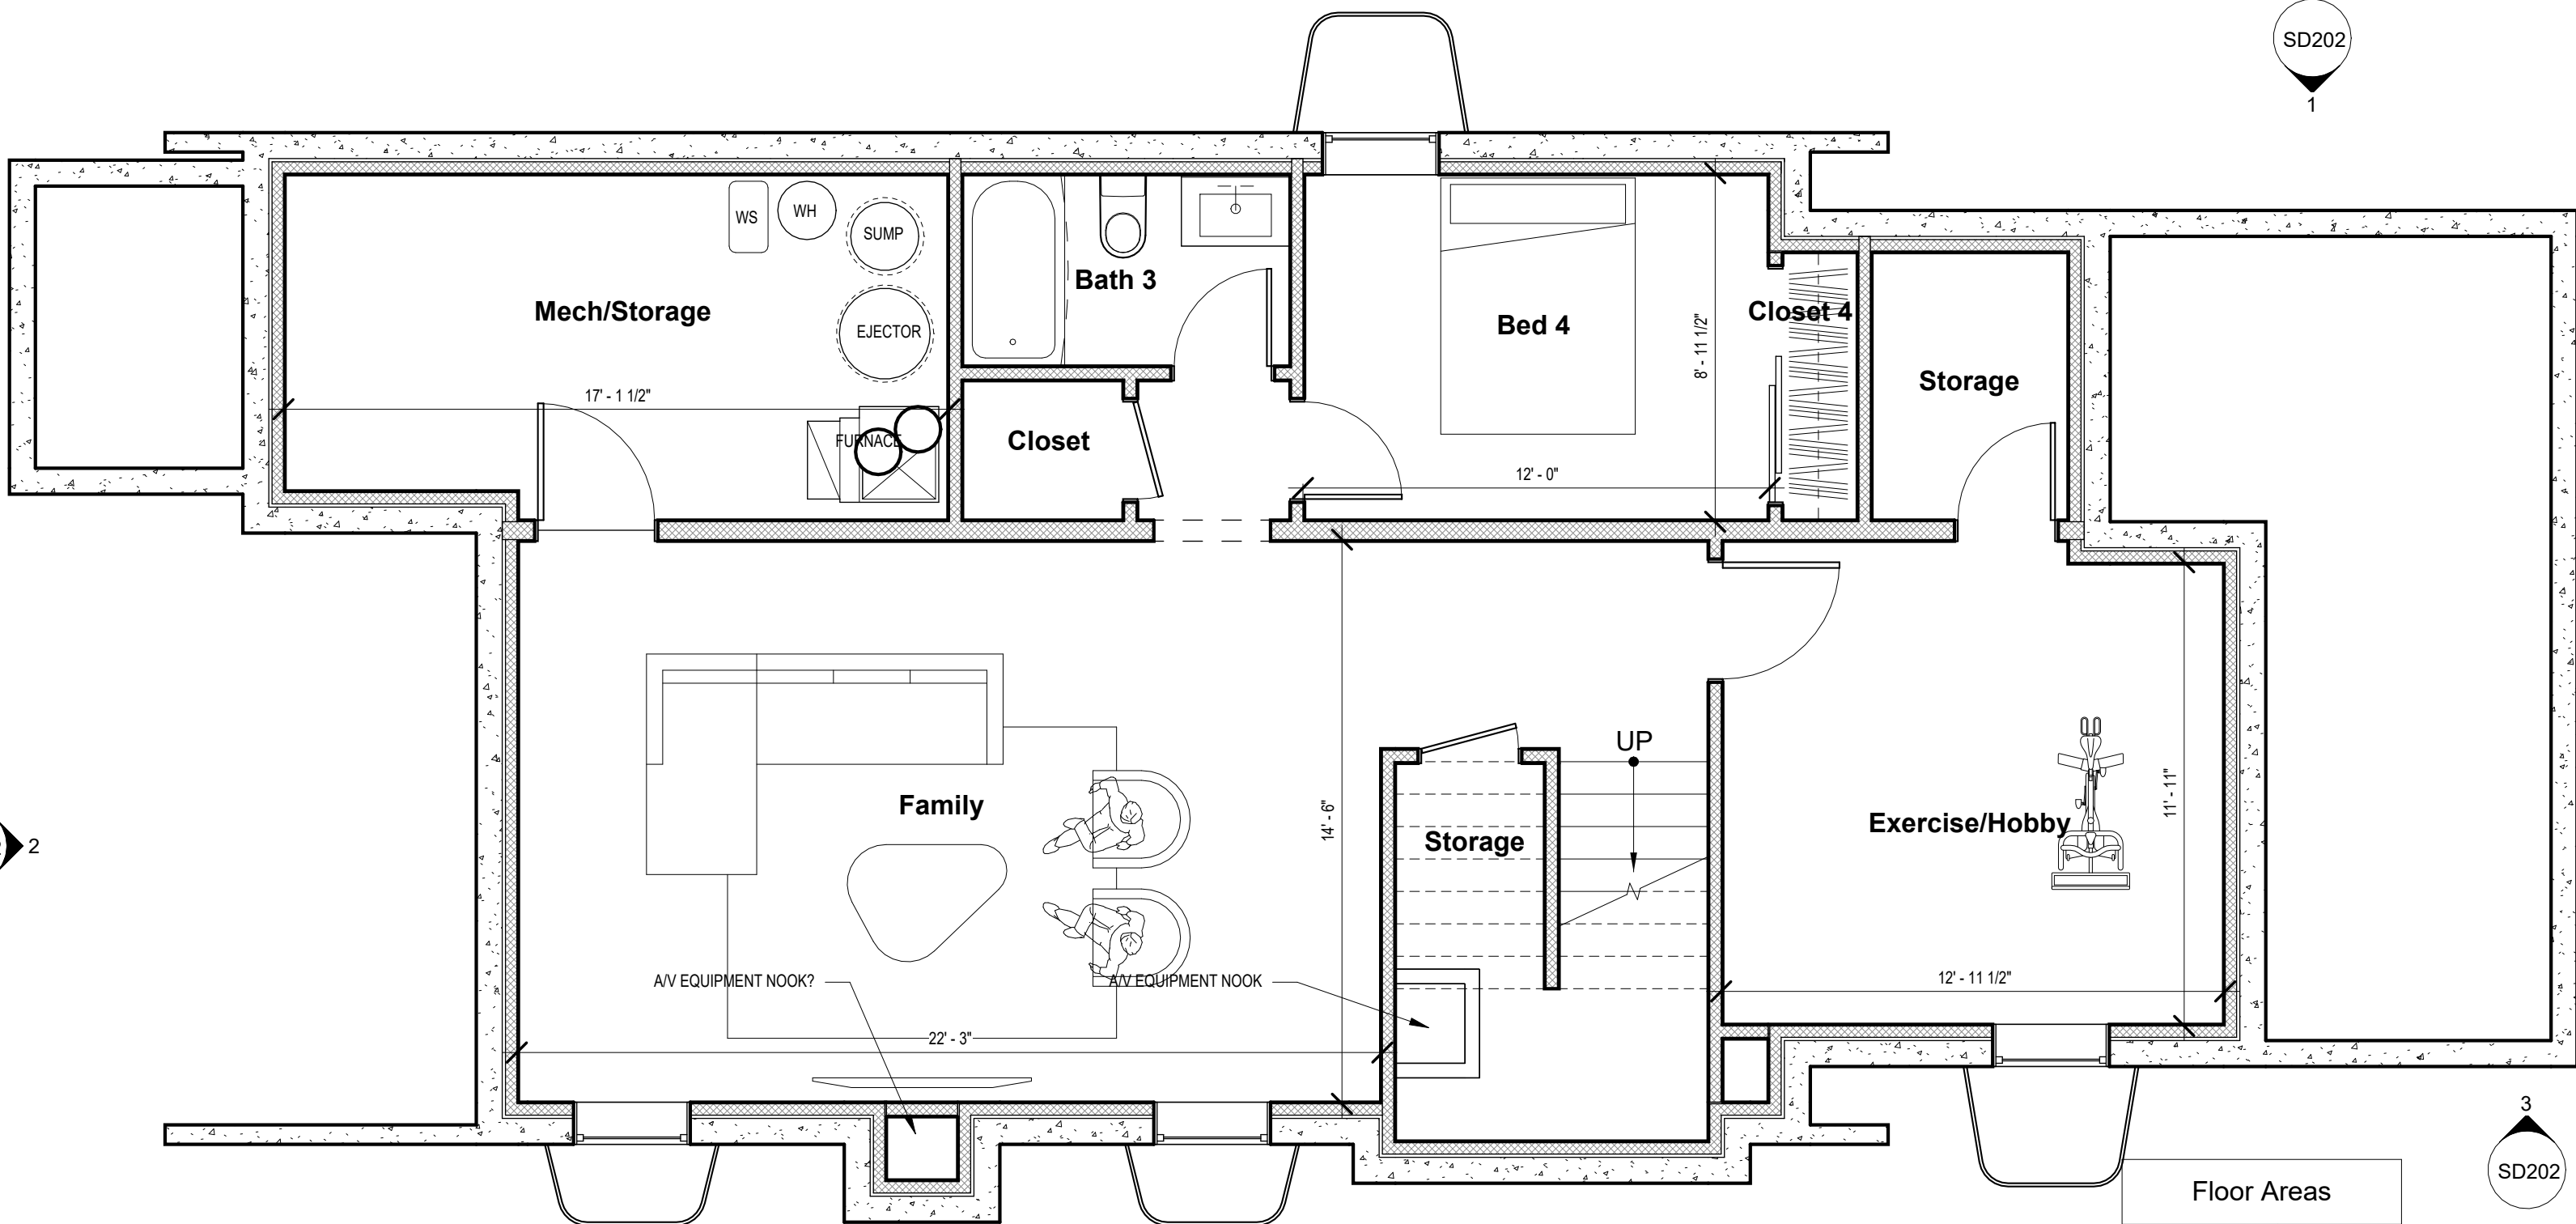 SD202
1
WS
WH
SUMP
Bath 3
Mech/Storage
Bed 4
Closet 4
EJECTOR
8' - 11 1/2"
Storage
17' - 1 1/2"
FURNACE
Closet
12' - 0"
UP
Family
14' - 6"
Storage
Exercise/Hobby
11' - 11"
2
A/V EQUIPMENT NOOK?
A/V EQUIPMENT NOOK
12' - 11 1/2"
22' - 3"
3
SD202
Floor Areas